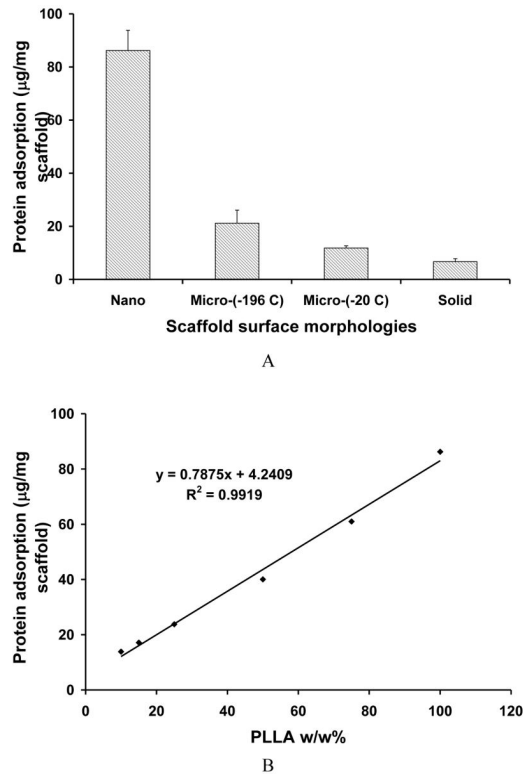 100
80
60
40
20
0
Protein adsorption (µg/mg
scaffold)
Nano Micro-(-196 C) Micro-(-20 C) Solid
Scaffold surface morphologies
A
100
80
60
40
20
0
Protein adsorption (µg/mg
scaffold)
y = 0.7875x + 4.2409
R² = 0.9919
0 20 40 60 80 100
PLLA w/w%
B